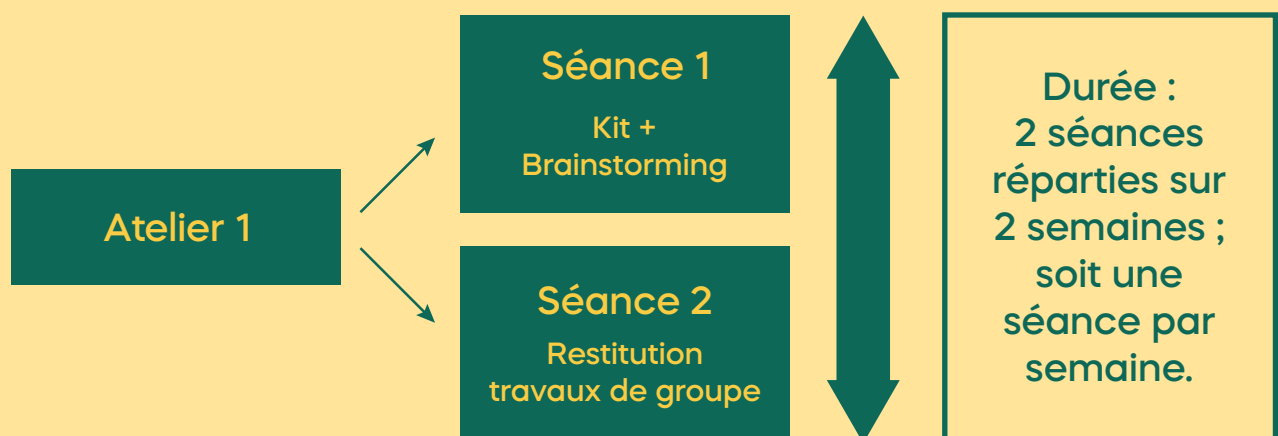 Atelier 1
Séance 1
Kit +
Brainstorming
Séance 2
Restitution
travaux de groupe
Durée :
2 séances
réparties sur
2 semaines ;
soit une
séance par
semaine.